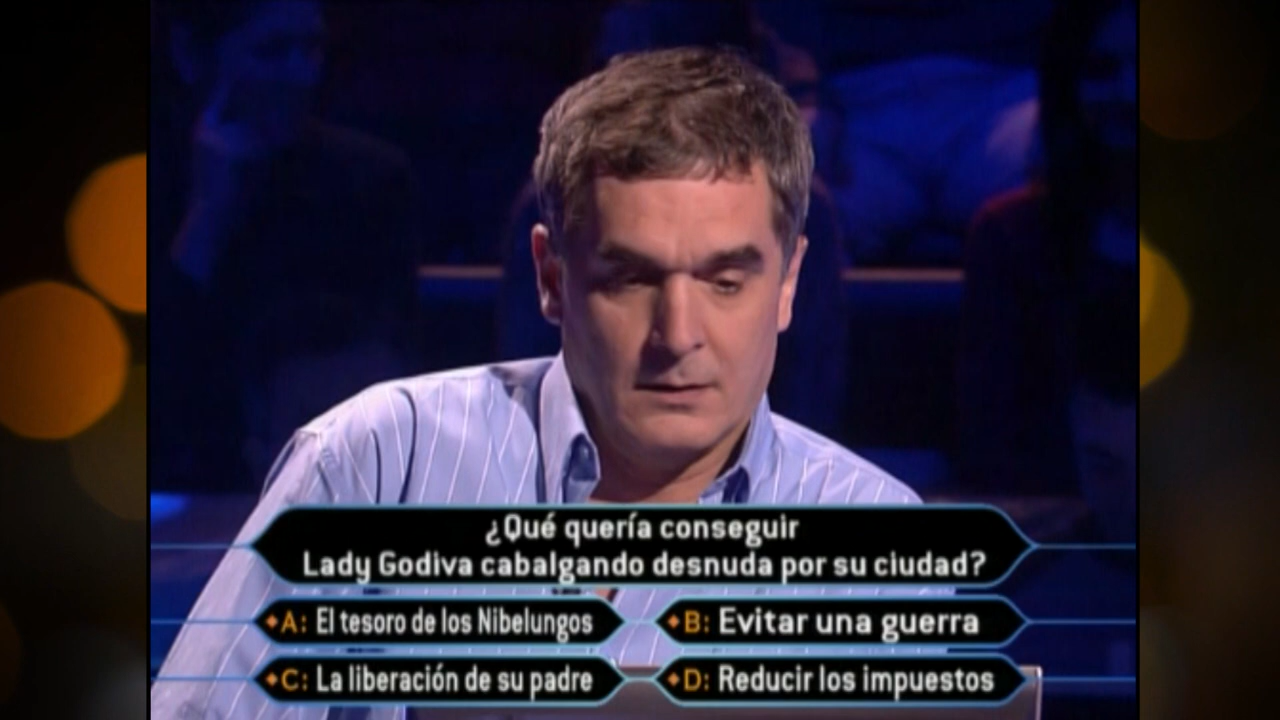 ¿Qué quería conseguir
Lady Godiva cabalgando desnuda por su ciudad?
A: El tesoro de los Nibelungos
B: Evitar una guerra
C: La liberación de su padre
D: Reducir los impuestos